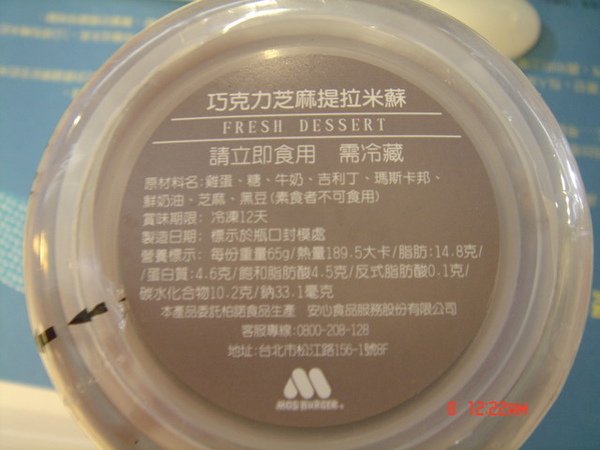 巧克力芝麻提拉米蘇
FRESH DESSERT
請立即食用 需冷藏
原材料名:雞蛋、糖、牛奶、吉利丁、瑪斯卡邦、
鮮奶油、芝麻、黑豆(素食者不可食用)
賞味期限: 冷凍12天
製造日期: 標示於瓶口封模處
營養標示: 每份重量65g/熱量189.5大卡/脂肪:14.8克/
/蛋白質:4.6克/飽和脂肪酸4.5克/反式脂肪酸0.1克/
碳水化合物10.2克/鈉33.1毫克
本產品委託柏諾食品生產 安心食品服務股份有限公司
客服專線:0800-208-128
地址:台北市松江路156-1號8F
MOS BURGER®